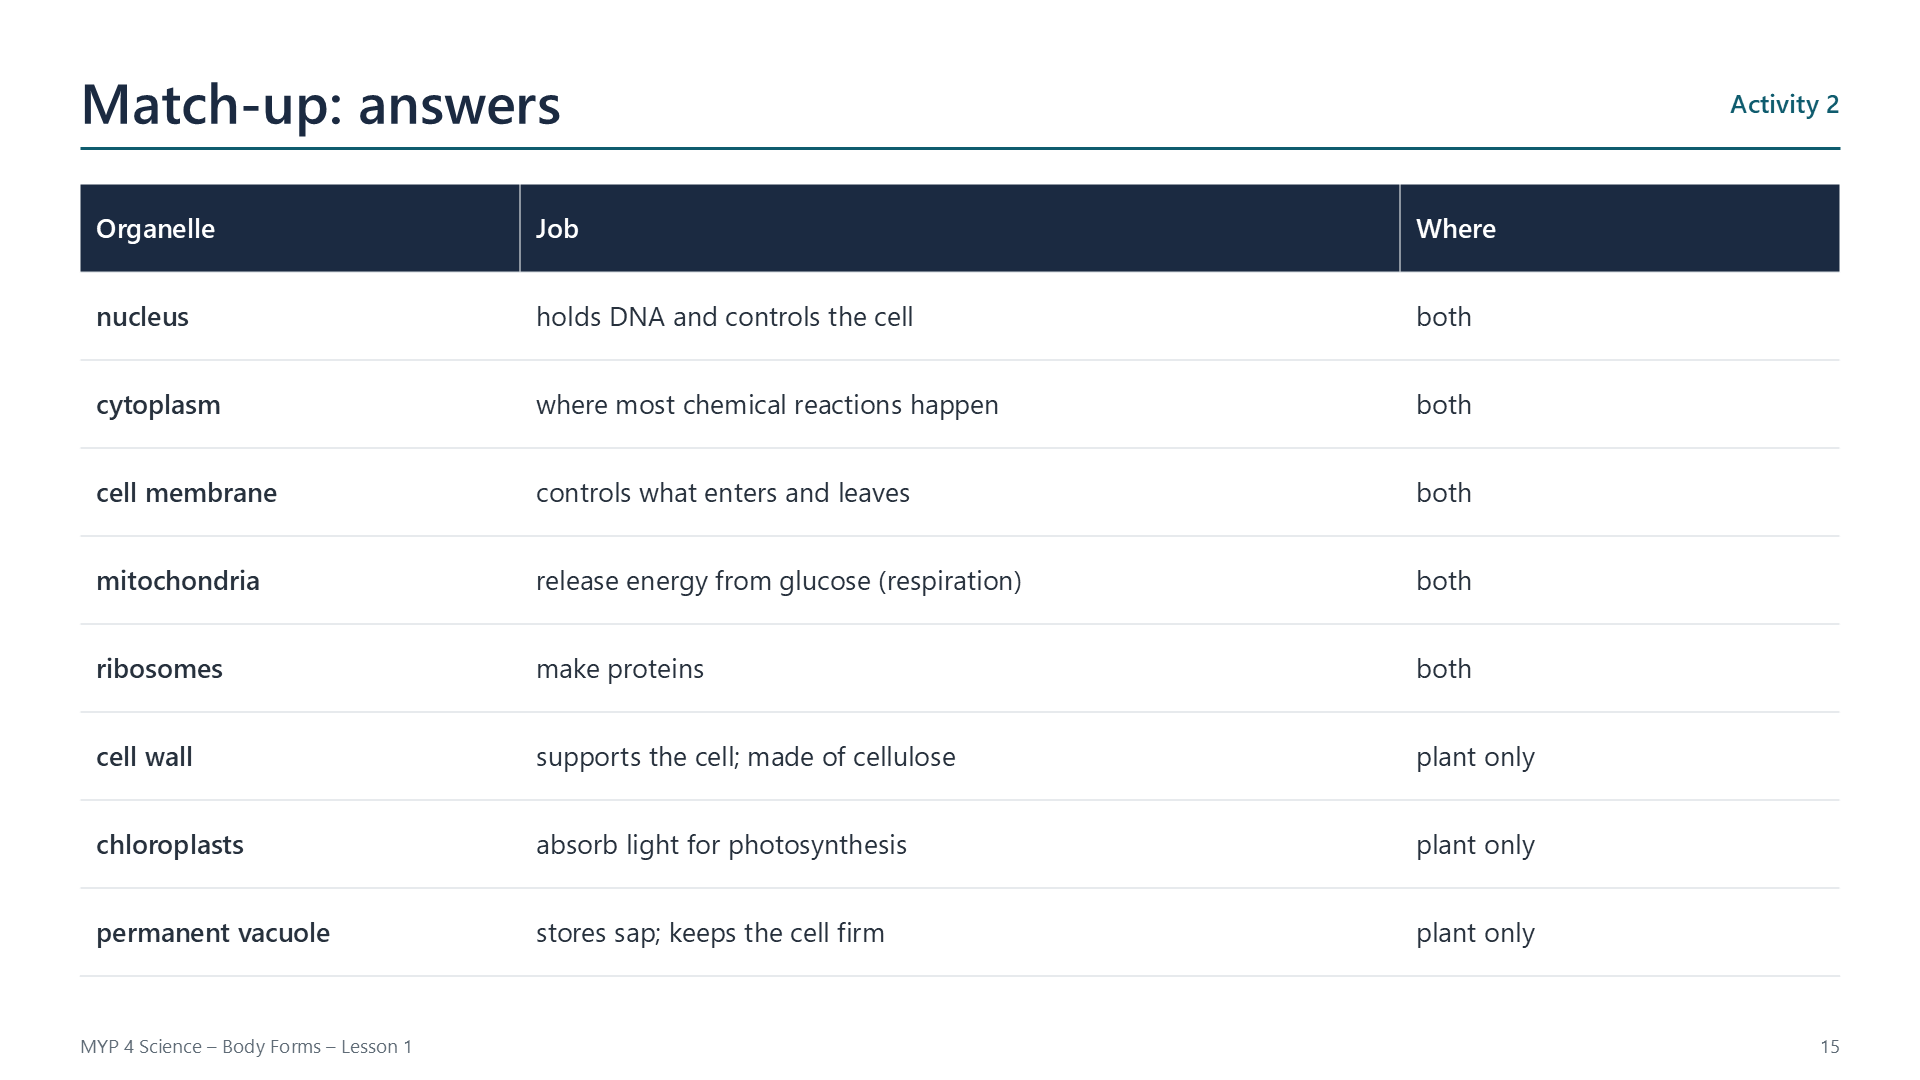 Match-up: answers
Activity 2
Organelle Job Where
nucleus holds DNA and controls the cell both
cytoplasm where most chemical reactions happen both
cell membrane controls what enters and leaves both
mitochondria release energy from glucose (respiration) both
ribosomes make proteins both
cell wall supports the cell; made of cellulose plant only
chloroplasts absorb light for photosynthesis plant only
permanent vacuole stores sap; keeps the cell firm plant only
MYP 4 Science – Body Forms – Lesson 1
15